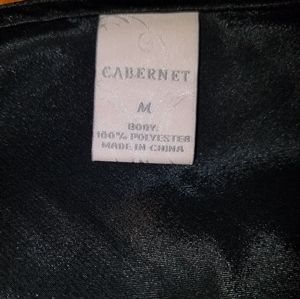 CABERNET
M
BODY:
100% POLYESTER
MADE IN CHINA